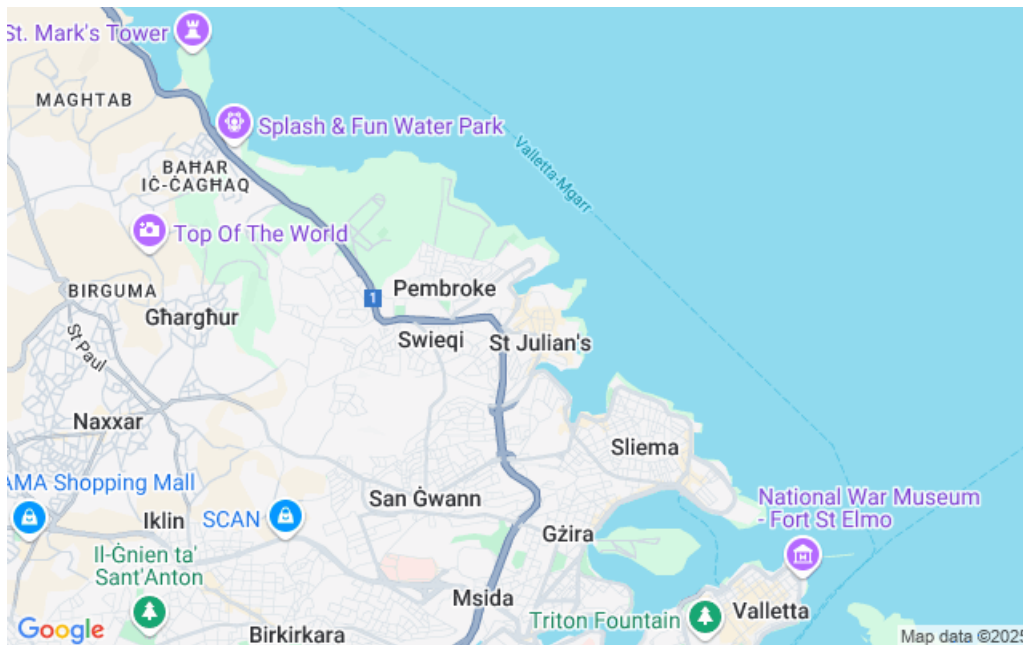 St. Mark's Tower
MAGHTAB
Splash & Fun Water Park
Valletta-Mgarr
BAĦAR
IĊ-ĊAGĦAQ
Top Of The World
BIRGUMA
1
Pembroke
Għargħur
Swieqi
St Julian's
St Paul
Naxxar
Sliema
AMA Shopping Mall
San Ġwann
National War Museum
- Fort St Elmo
Iklin
SCAN
Gżira
Il-Ġnien ta'
Sant'Anton
Msida
Valletta
Triton Fountain
Google
Birkirkara
Map data ©2025